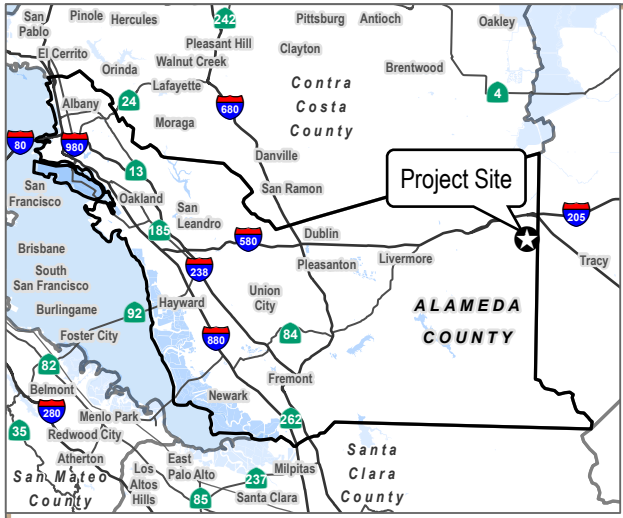 San
Pablo
Pinole
Hercules
242
Pittsburg
Antioch
Oakley
El Cerrito
Pleasant Hill
Walnut Creek
Clayton
Orinda
Lafayette
Brentwood
Contra
Costa
County
Albany
24
680
4
Moraga
80
980
Danville
13
Project Site
San
Francisco
Oakland
San Ramon
San
Leandro
185
580
Dublin
205
Brisbane
238
Pleasanton
Livermore
Tracy
South
San Francisco
Hayward
Union
City
ALAMEDA
COUNTY
Burlingame
92
Foster City
880
84
82
Fremont
Belmont
280
Newark
Menlo Park
262
35
Redwood City
Atherton
San Mateo
County
Los
Altos
Hills
East
Palo Alto
237
Milpitas
85
Santa Clara
Santa
Clara
County